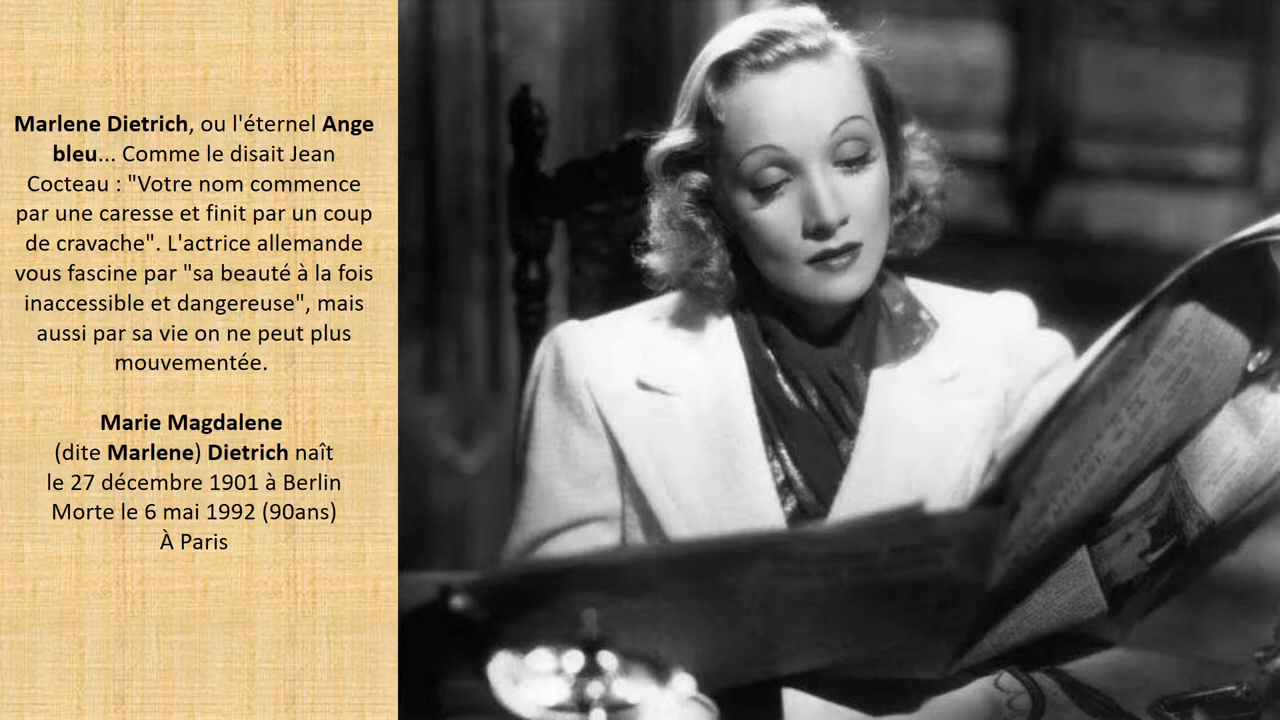 Marlene Dietrich, ou l'éternel Ange
bleu... Comme le disait Jean
Cocteau : "Votre nom commence
par une caresse et finit par un coup
de cravache". L'actrice allemande
vous fascine par "sa beauté à la fois
inaccessible et dangereuse", mais
aussi par sa vie on ne peut plus
mouvementée.
Marie Magdalene
(dite Marlene) Dietrich naît
le 27 décembre 1901 à Berlin
Morte le 6 mai 1992 (90ans)
À Paris